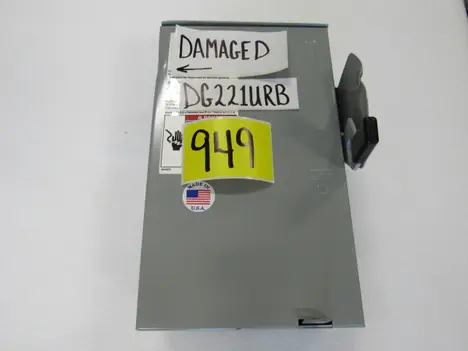 DAMAGED
DG221URB
949
MADE IN
U.S.A.